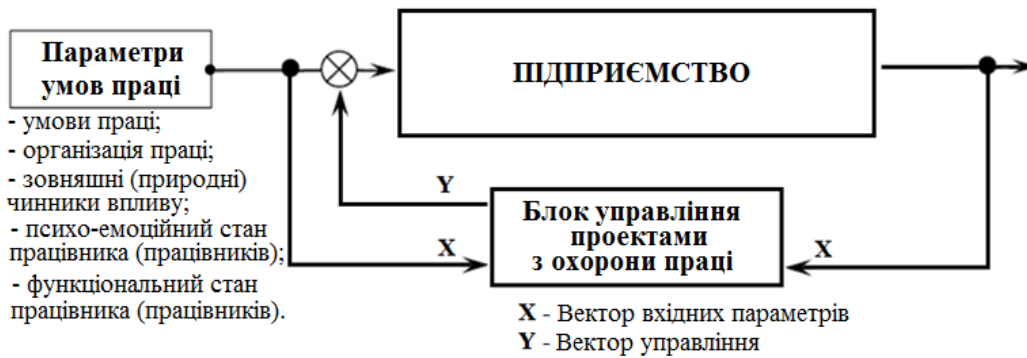 Параметри
умов праці
ПІДПРИЄМСТВО
- умови праці;
- організація праці;
- зовняшні (природні)
чинники впливу;
- психо-емоційний стан
працівника (працівників);
- функціональний стан
працівника (працівників).
Y
X
Блок управління
проектами
з охорони праці
X
X - Вектор вхідних параметрів
Y - Вектор управління